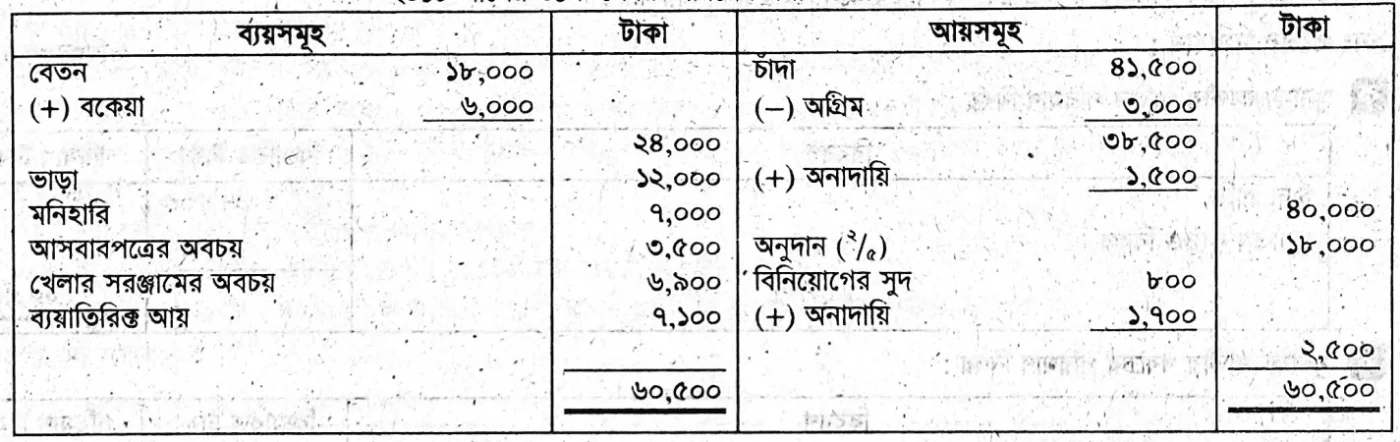 ব্যয়সমূহ টাকা আয়সমূহ টাকা
বেতন ১৮,০০০ চাঁদা ৪১,৫০০
(+) বকেয়া ৬,০০০ (−) অগ্রিম ৩,০০০
২৪,০০০ ৩৮,৫০০
ভাড়া ১২,০০০ (+) অনাদায়ি ১,৫০০
মনিহারি ৭,০০০ ৪০,০০০
আসবাবপত্রের অবচয় ৩,৫০০ অনুদান (২/৫) ১৮,০০০
খেলার সরঞ্জামের অবচয় ৬,৯০০ বিনিয়োগের সুদ ৮০০
ব্যয়াতিরিক্ত আয় ৭,১০০ (+) অনাদায়ি ১,৭০০
২,৫০০
৬০,৫০০ ৬০,৫০০